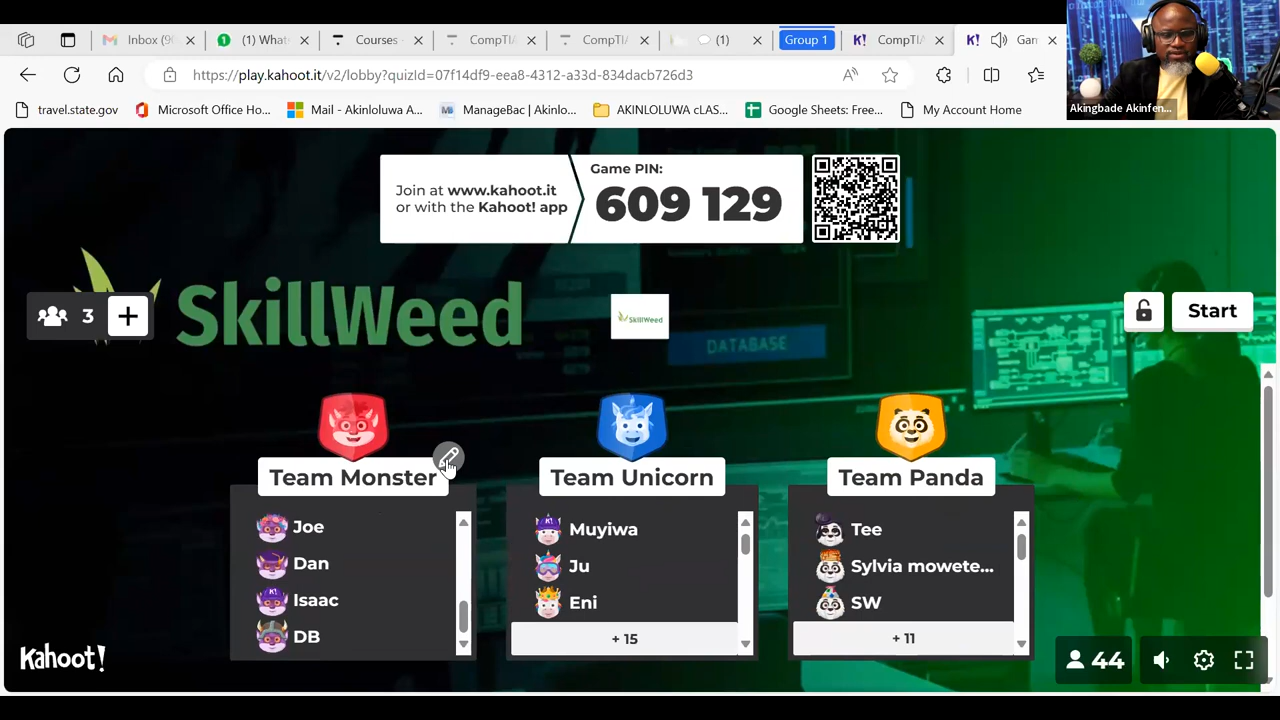 Inbox (9
(1) What
Courses -
CompTI
CompTI/
(1)
Group 1
K! CompTI/
K! Gar
https://play.kahoot.it/v2/lobby?quizId=07f14df9-eea8-4312-a33d-834dacb726d3
travel.state.gov
Microsoft Office Ho...
Mail - Akinloluwa A...
MB ManageBac | Akinlo...
AKINLOLUWA cLAS...
Google Sheets: Free...
My Account Home
Akingbade Akinfen...
Join at www.kahoot.it
or with the Kahoot! app
Game PIN:
609 129
SkillWeed
3
+
SkillWeed
DATABASE
Start
Team Monster
Joe
Dan
Isaac
DB
Team Unicorn
Muyiwa
Ju
Eni
+ 15
Team Panda
Tee
Sylvia mowete...
SW
+ 11
Kahoot!
44